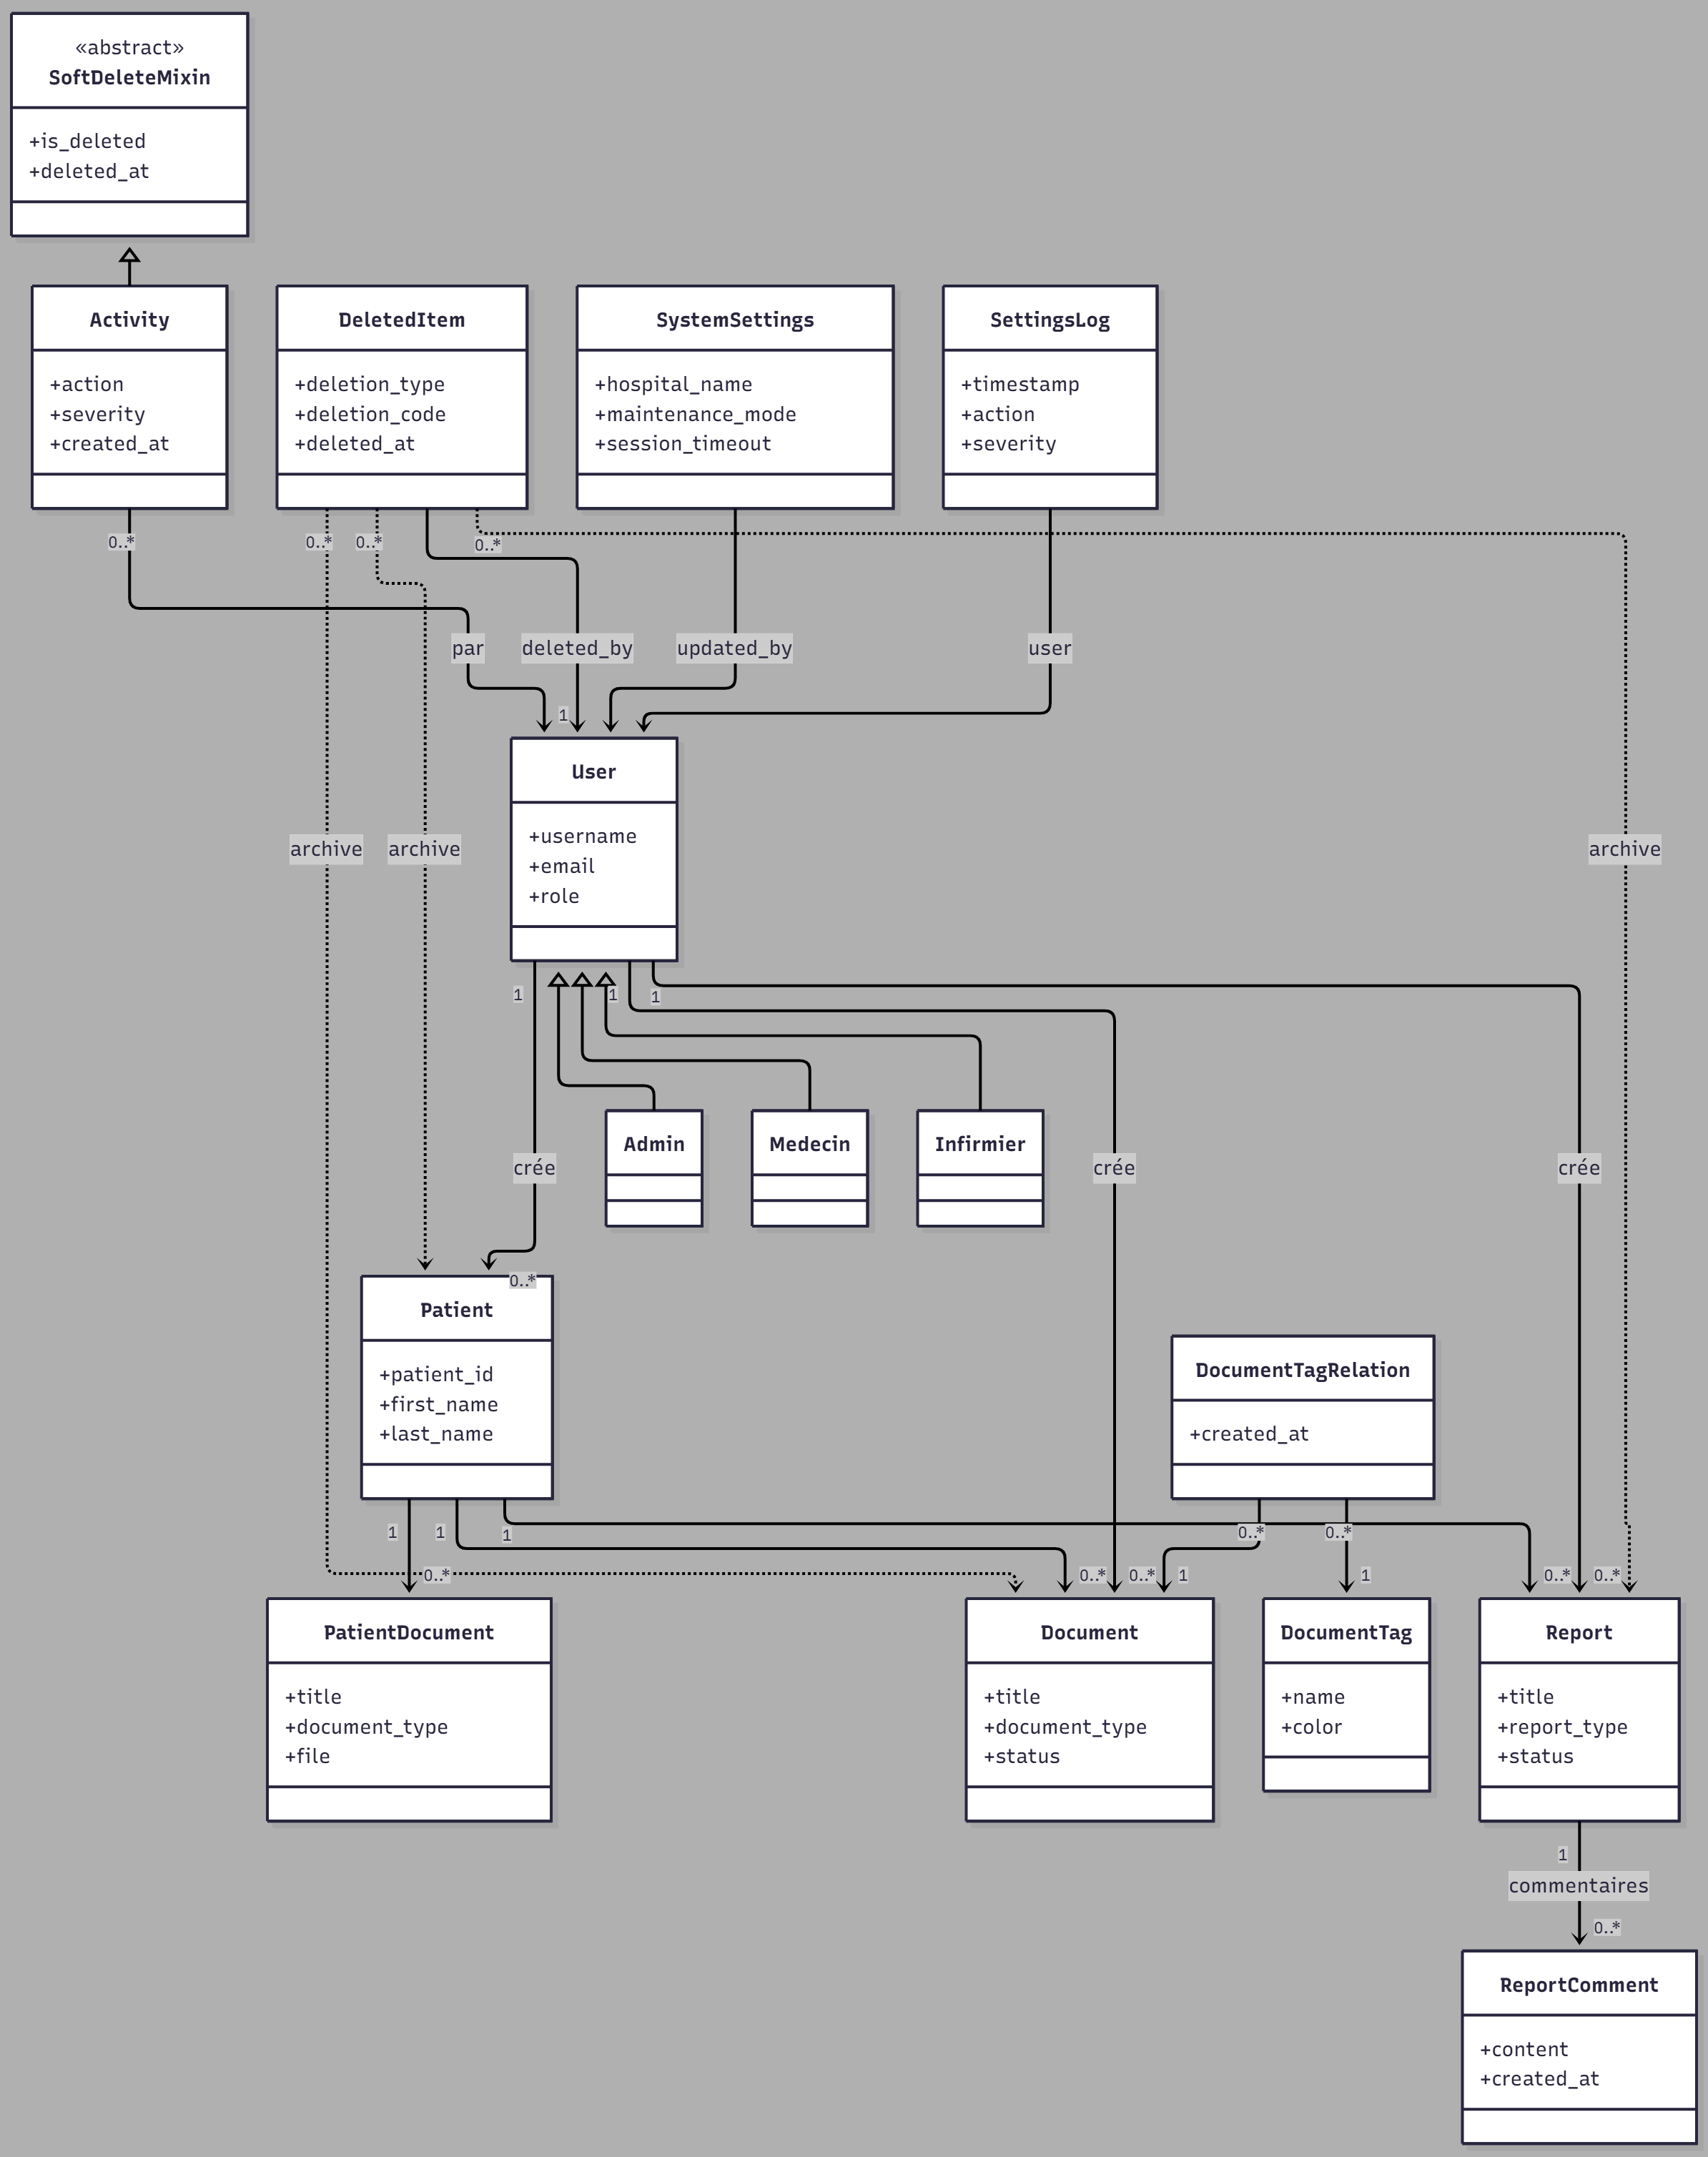 «abstract»
SoftDeleteMixin
+is_deleted
+deleted_at
Activity
+action
+severity
+created_at
DeletedItem
+deletion_type
+deletion_code
+deleted_at
SystemSettings
+hospital_name
+maintenance_mode
+session_timeout
SettingsLog
+timestamp
+action
+severity
0..*
0..*
0..*
0..*
par
deleted_by
updated_by
user
1
User
+username
+email
+role
archive
archive
archive
1
1
1
Admin
Medecin
Infirmier
crée
crée
crée
0..*
Patient
+patient_id
+first_name
+last_name
DocumentTagRelation
+created_at
1
1
1
0..*
0..*
0..*
0..*
0..*
1
1
0..*
0..*
PatientDocument
+title
+document_type
+file
Document
+title
+document_type
+status
DocumentTag
+name
+color
Report
+title
+report_type
+status
1
commentaires
0..*
ReportComment
+content
+created_at